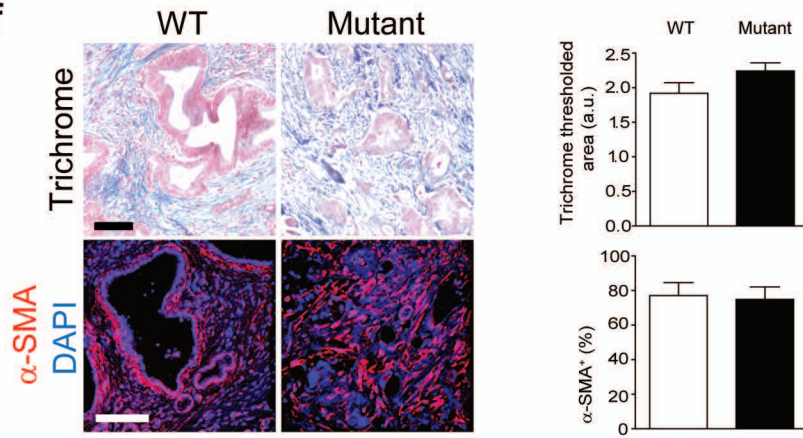 WT Mutant
Trichrome
α-SMA
DAPI
WT Mutant
Trichrome thresholded
area (a.u.)
2.5
2.0
1.5
1.0
0.5
0.0
α-SMA⁺ (%)
100
80
60
40
20
0